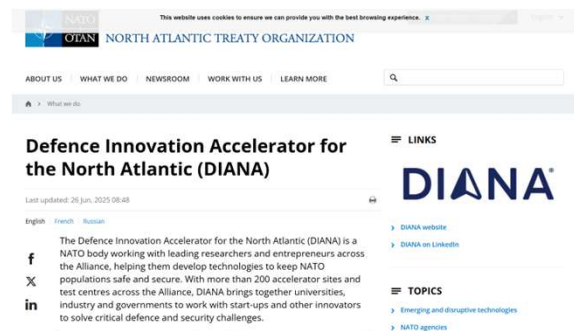 This website uses cookies to ensure we can provide you with the best browsing experience. x
NATO
OTAN
NORTH ATLANTIC TREATY ORGANIZATION
ABOUT US
WHAT WE DO
NEWSROOM
WORK WITH US
LEARN MORE
What we do
Defence Innovation Accelerator for
the North Atlantic (DIANA)
Last updated: 26 Jun. 2025 08:48
English French Russian
The Defence Innovation Accelerator for the North Atlantic (DIANA) is a
NATO body working with leading researchers and entrepreneurs across
the Alliance, helping them develop technologies to keep NATO
populations safe and secure. With more than 200 accelerator sites and
test centres across the Alliance, DIANA brings together universities,
industry and governments to work with start-ups and other innovators
to solve critical defence and security challenges.
LINKS
DIANA
DIANA website
DIANA on LinkedIn
TOPICS
Emerging and disruptive technologies
NATO agencies